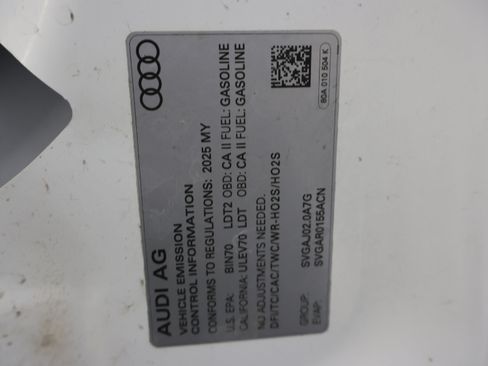 AUDI AG
VEHICLE EMISSION
CONTROL INFORMATION
CONFORMS TO REGULATIONS: 2025 MY
U.S. EPA: BIN70 LDT2 OBD: CA II FUEL: GASOLINE
CALIFORNIA: ULEV70 LDT OBD: CA II FUEL: GASOLINE
NO ADJUSTMENTS NEEDED.
DFI/TC/CAC/TWC/WR-HO2S/HO2S
GROUP: SVGAJ02.0A7G
EVAP: SVGAR0155ACN
80A 010 504 K